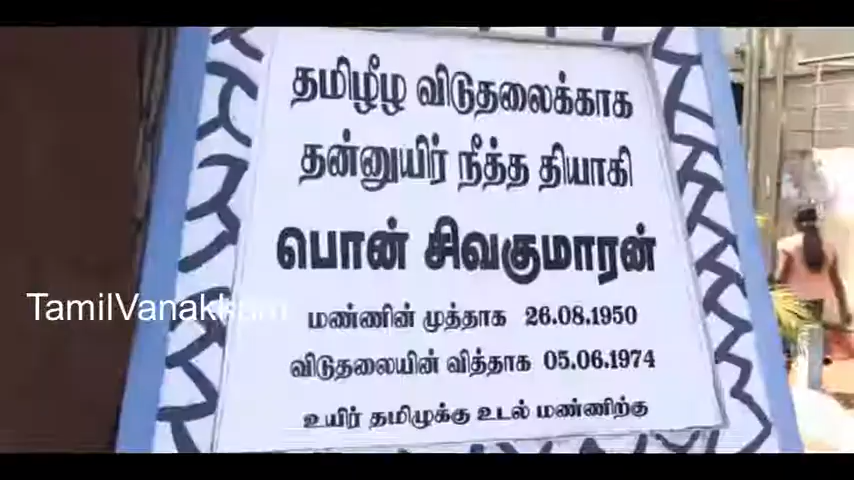 தமிழீழ விடுதலைக்காக
தன்னுயிர் நீத்த தியாகி
பொன் சிவகுமாரன்
மண்ணின் முத்தாக 26.08.1950
விடுதலையின் வித்தாக 05.06.1974
உயிர் தமிழுக்கு உடல் மண்ணிற்கு
TamilVanakkam